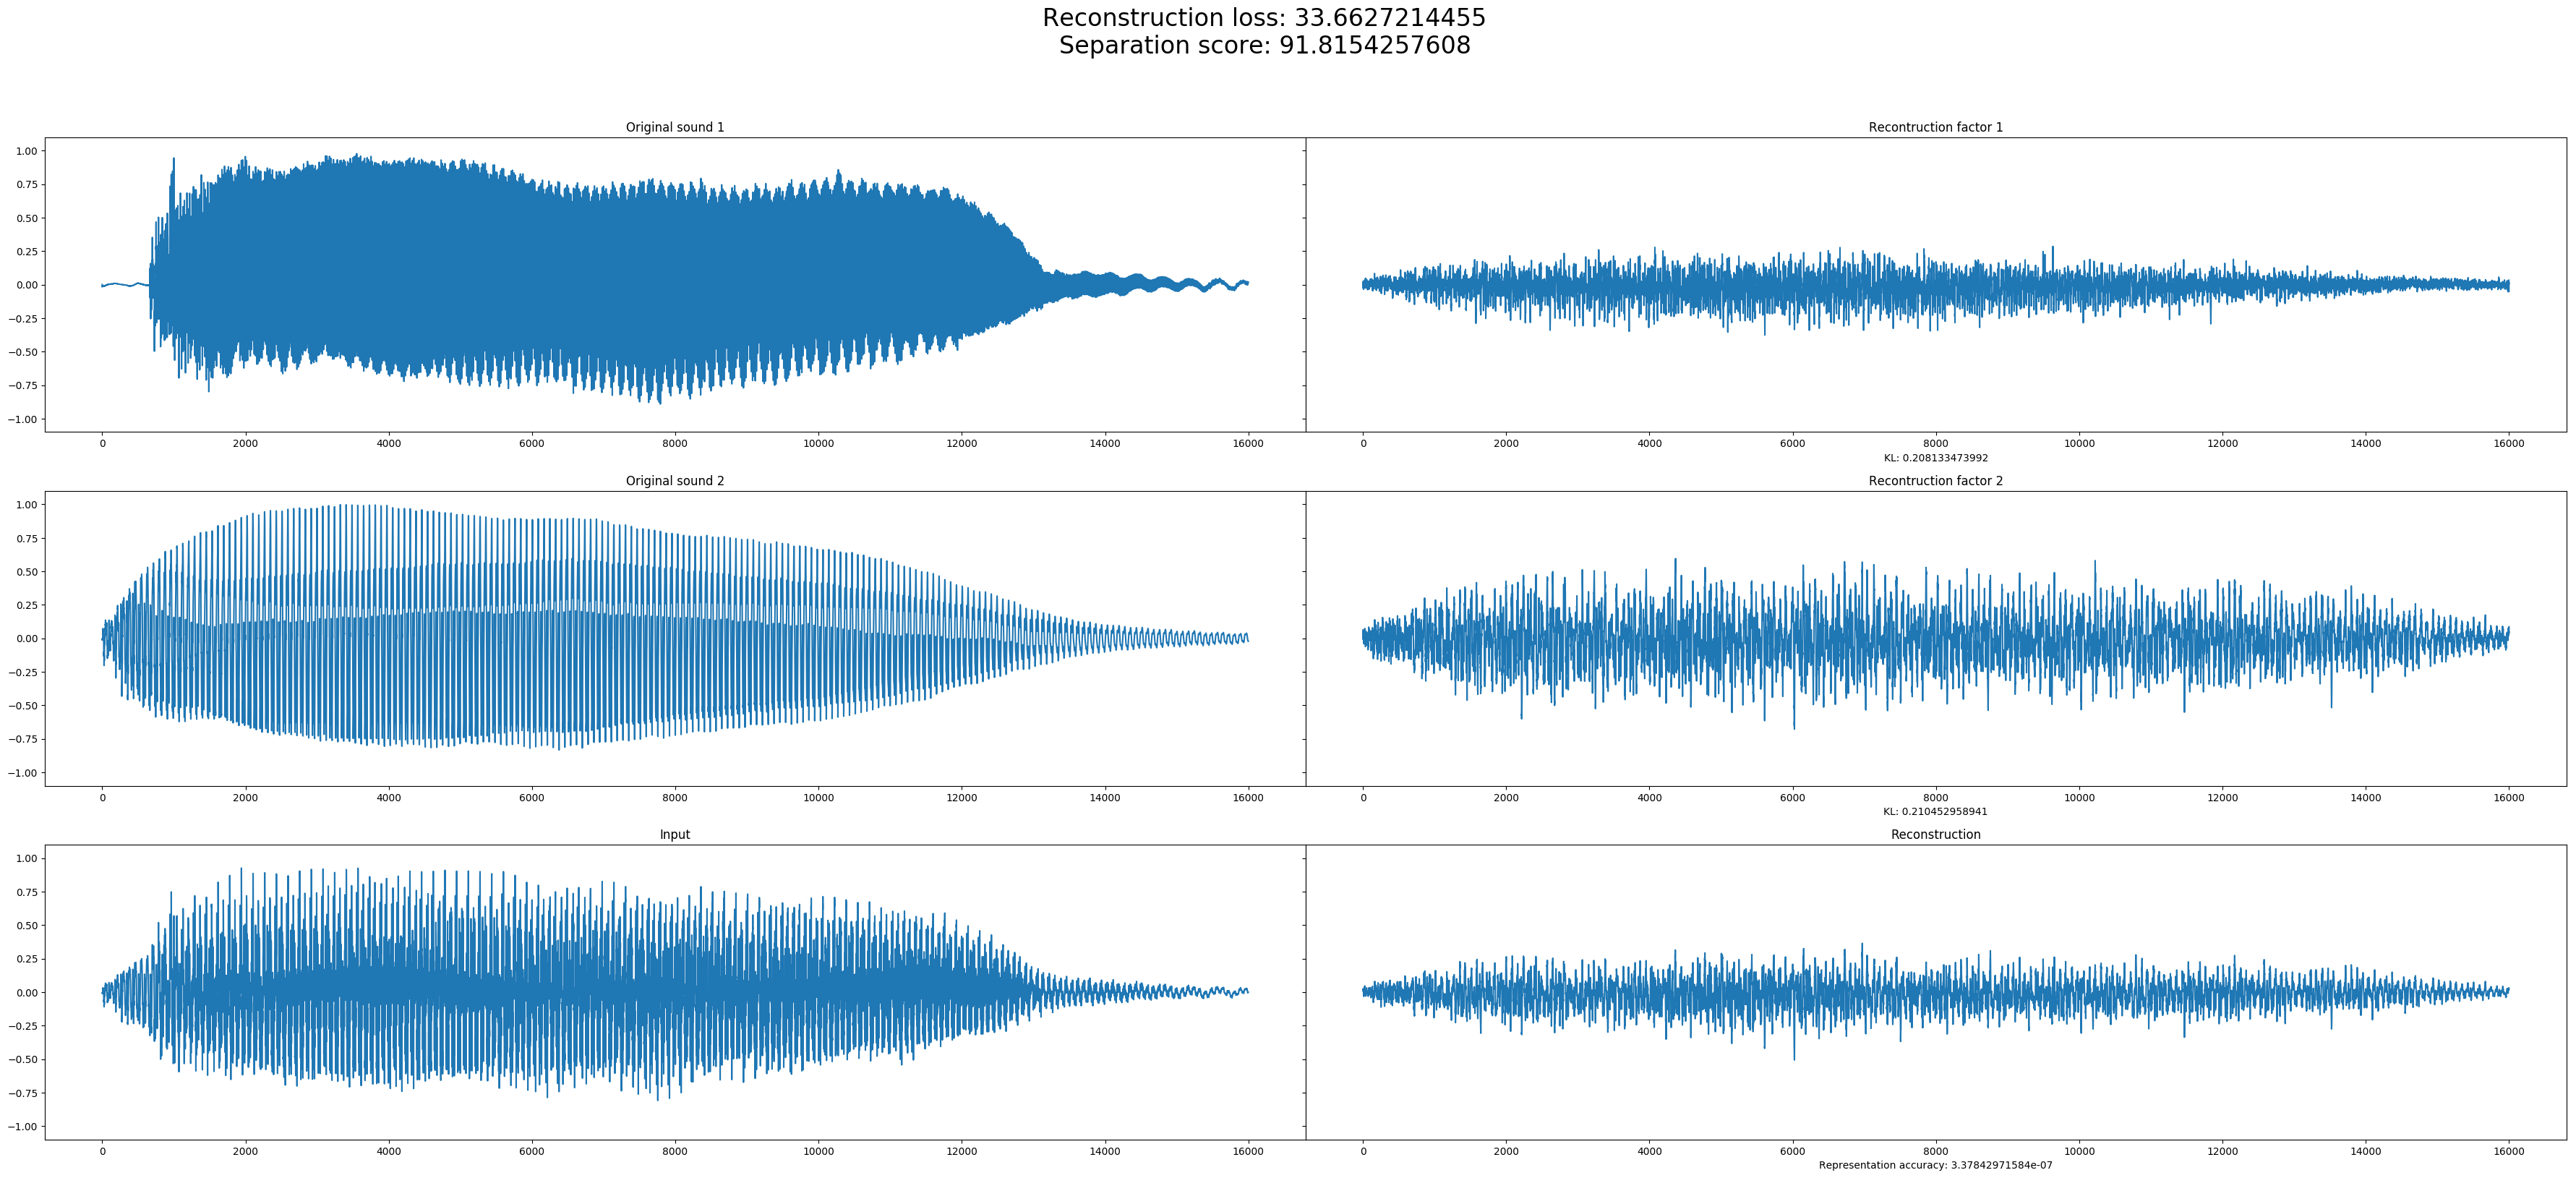 Reconstruction loss: 33.6627214455
Separation score: 91.8154257608
Original sound 1
Recontruction factor 1
1.00
0.75
0.50
0.25
0.00
−0.25
−0.50
−0.75
−1.00
0 2000 4000 6000 8000 10000 12000 14000 16000
0 2000 4000 6000 8000 10000 12000 14000 16000
KL: 0.208133473992
Original sound 2
Recontruction factor 2
1.00
0.75
0.50
0.25
0.00
−0.25
−0.50
−0.75
−1.00
0 2000 4000 6000 8000 10000 12000 14000 16000
0 2000 4000 6000 8000 10000 12000 14000 16000
KL: 0.210452958941
Input
Reconstruction
1.00
0.75
0.50
0.25
0.00
−0.25
−0.50
−0.75
−1.00
0 2000 4000 6000 8000 10000 12000 14000 16000
0 2000 4000 6000 8000 10000 12000 14000 16000
Representation accuracy: 3.37842971584e-07